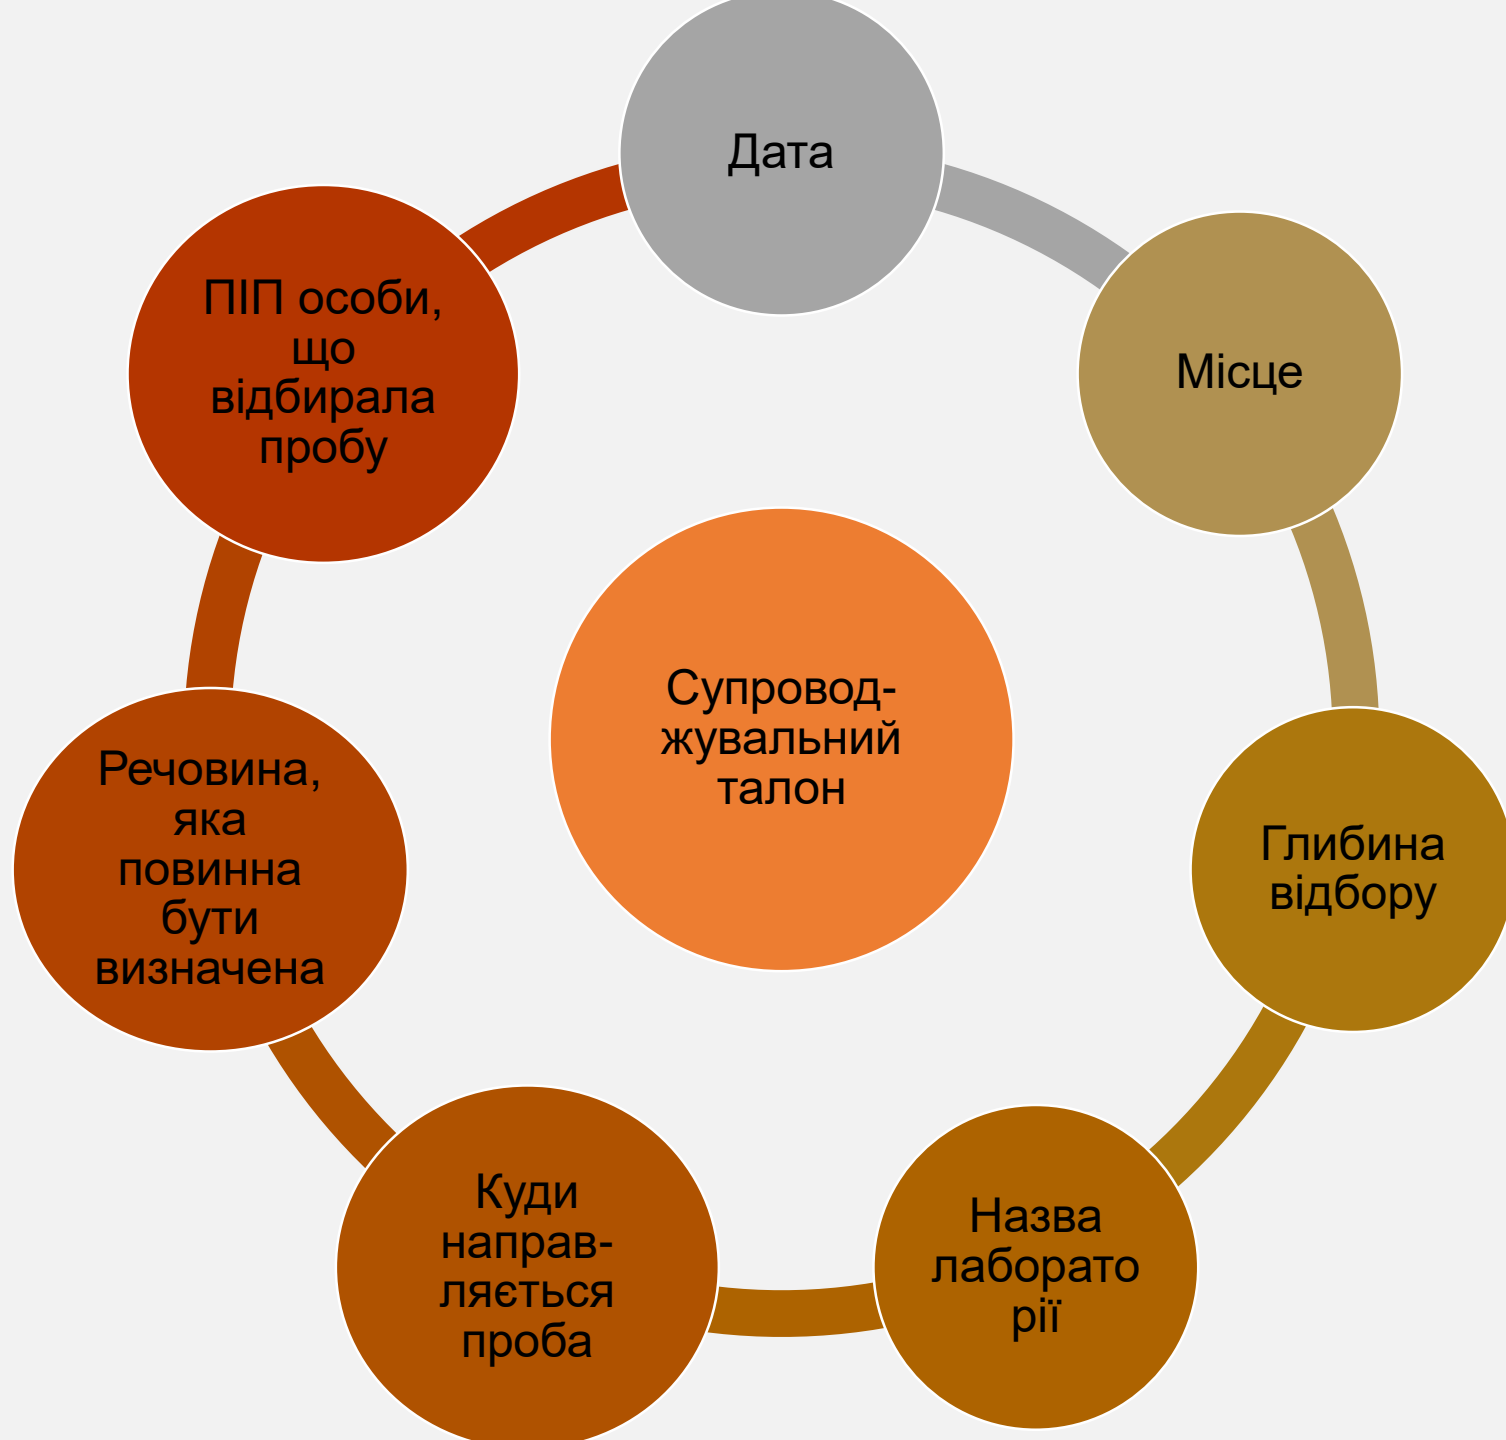 Дата
Місце
Глибина
відбору
Назва
лаборато
рії
Куди
направ-
ляється
проба
Речовина,
яка
повинна
бути
визначена
ПІП особи,
що
відбирала
пробу
Супровод-
жувальний
талон